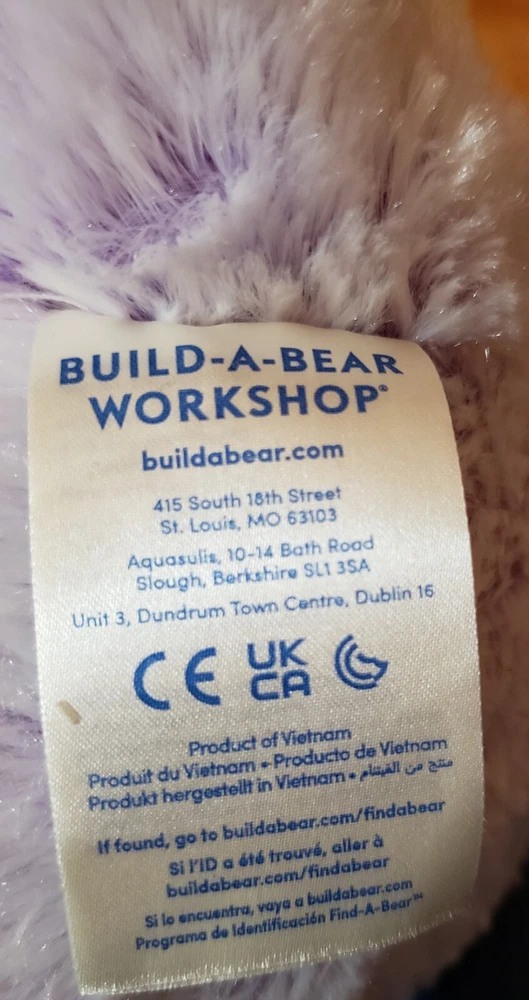 BUILD-A-BEAR
WORKSHOP®
buildabear.com
415 South 18th Street
St. Louis, MO 63103
Aquasulis, 10-14 Bath Road
Slough, Berkshire SL1 3SA
Unit 3, Dundrum Town Centre, Dublin 16
CE UK
CA
Product of Vietnam
Produit du Vietnam • Producto de Vietnam
Produkt hergestellt in Vietnam • منتج من الفيتنام
If found, go to buildabear.com/findabear
Si l'ID a été trouvé, aller à
buildabear.com/findabear
Si lo encuentra, vaya a buildabear.com
Programa de Identificación Find-A-Bear™